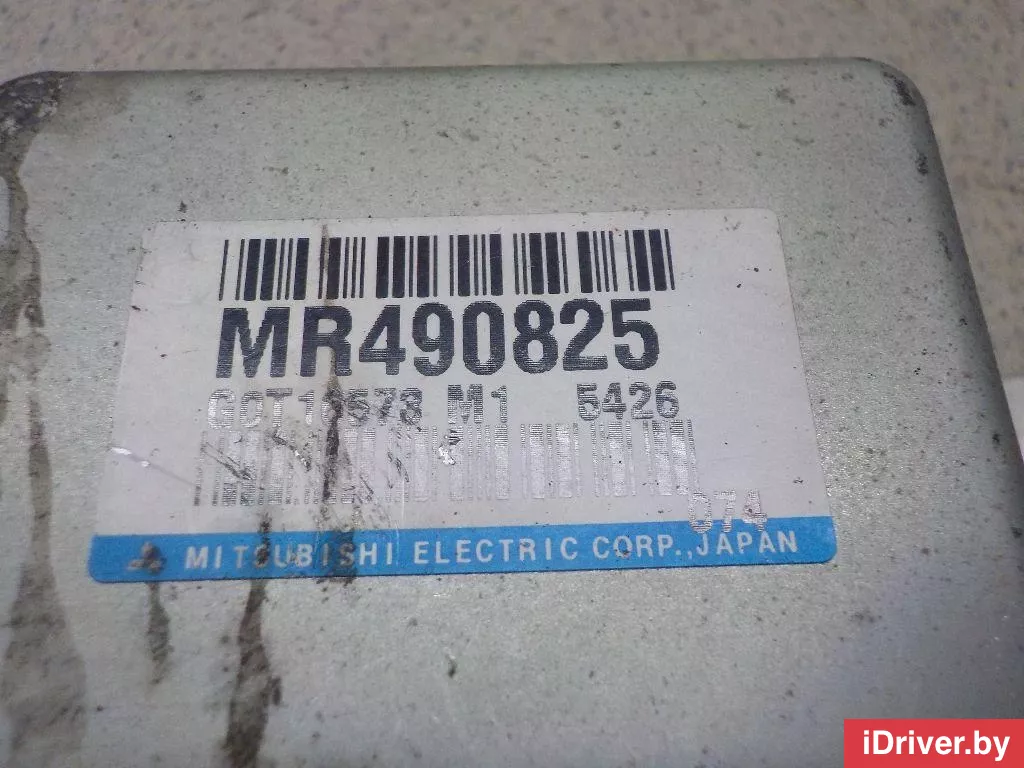 MR490825
M1 5426
074
MITSUBISHI ELECTRIC CORP., JAPAN
iDriver.by